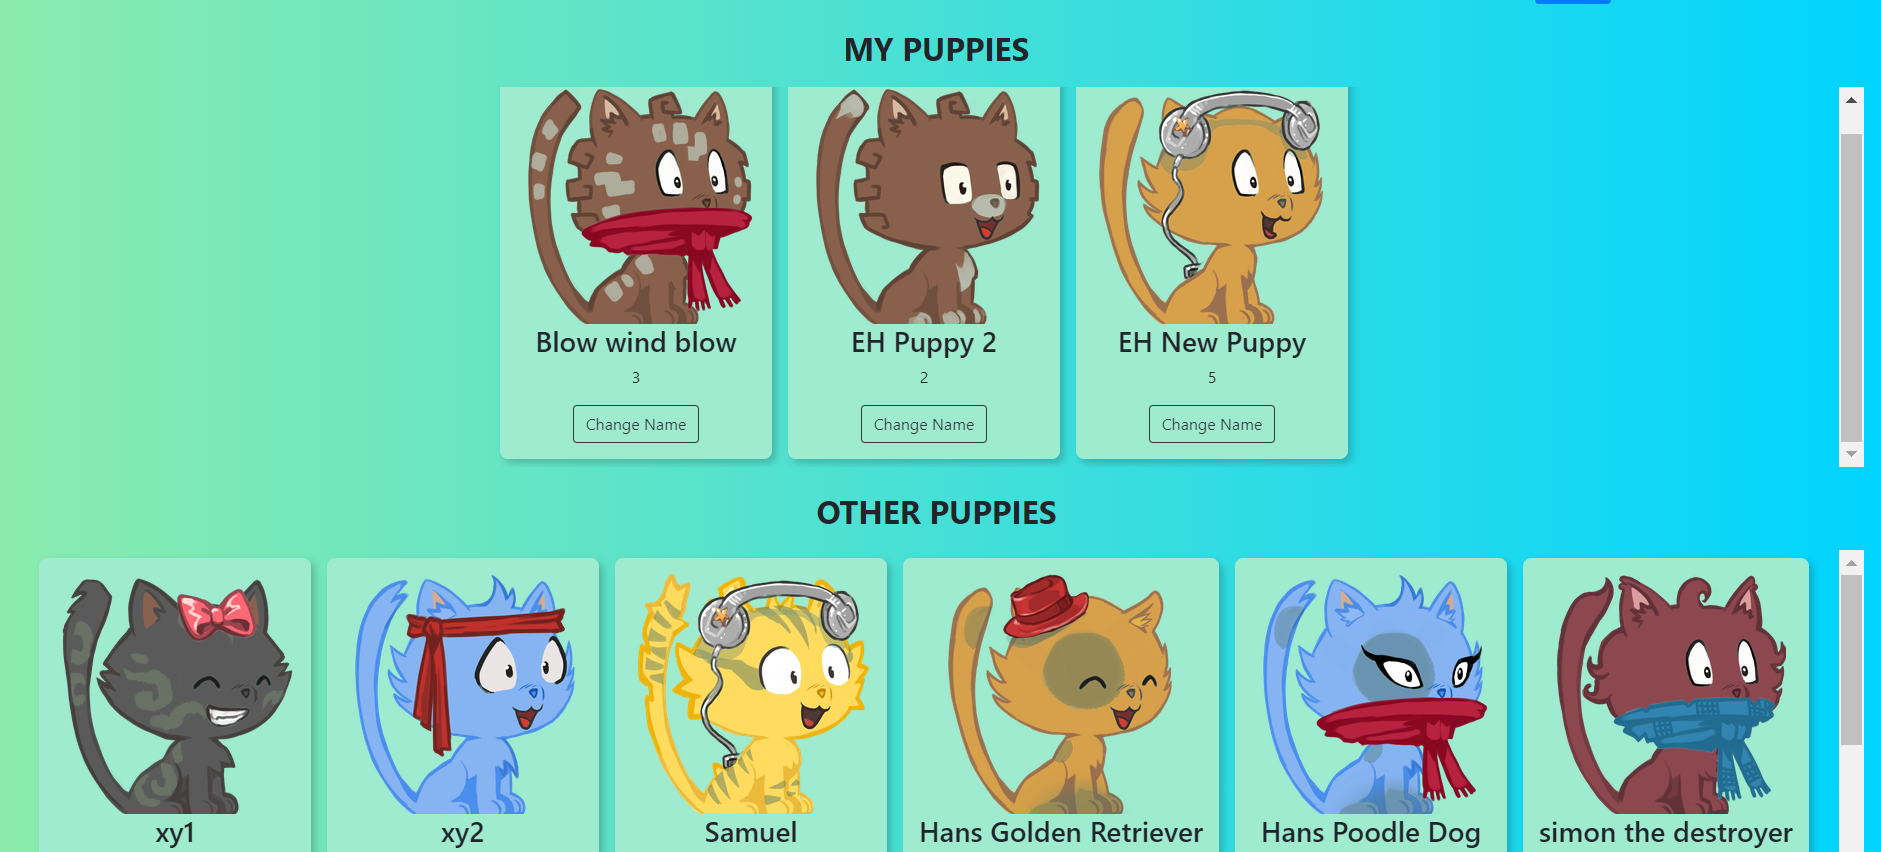 MY PUPPIES
Blow wind blow
3
Change Name
EH Puppy 2
2
Change Name
EH New Puppy
5
Change Name
OTHER PUPPIES
xy1
xy2
Samuel
Hans Golden Retriever
Hans Poodle Dog
simon the destroyer